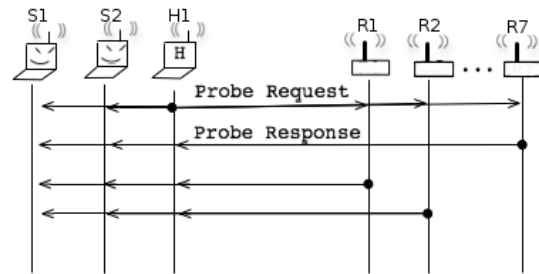 S1 S2 H1 R1 R2 R7
H
Probe Request
Probe Response